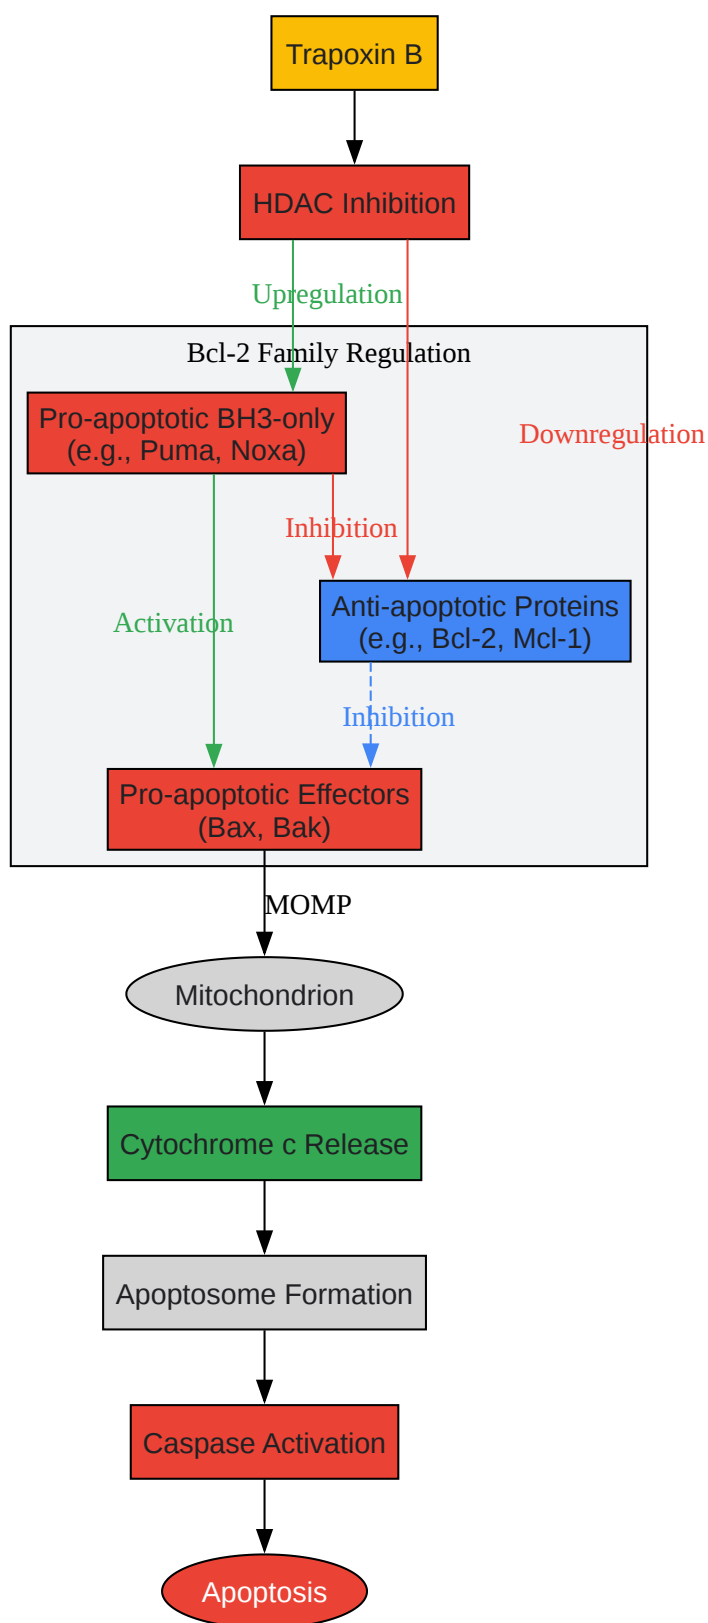 Trapoxin B
HDAC Inhibition
Upregulation
Bcl-2 Family Regulation
Pro-apoptotic BH3-only
(e.g., Puma, Noxa)
Downregulation
Inhibition
Anti-apoptotic Proteins
(e.g., Bcl-2, Mcl-1)
Activation
Inhibition
Pro-apoptotic Effectors
(Bax, Bak)
MOMP
Mitochondrion
Cytochrome c Release
Apoptosome Formation
Caspase Activation
Apoptosis